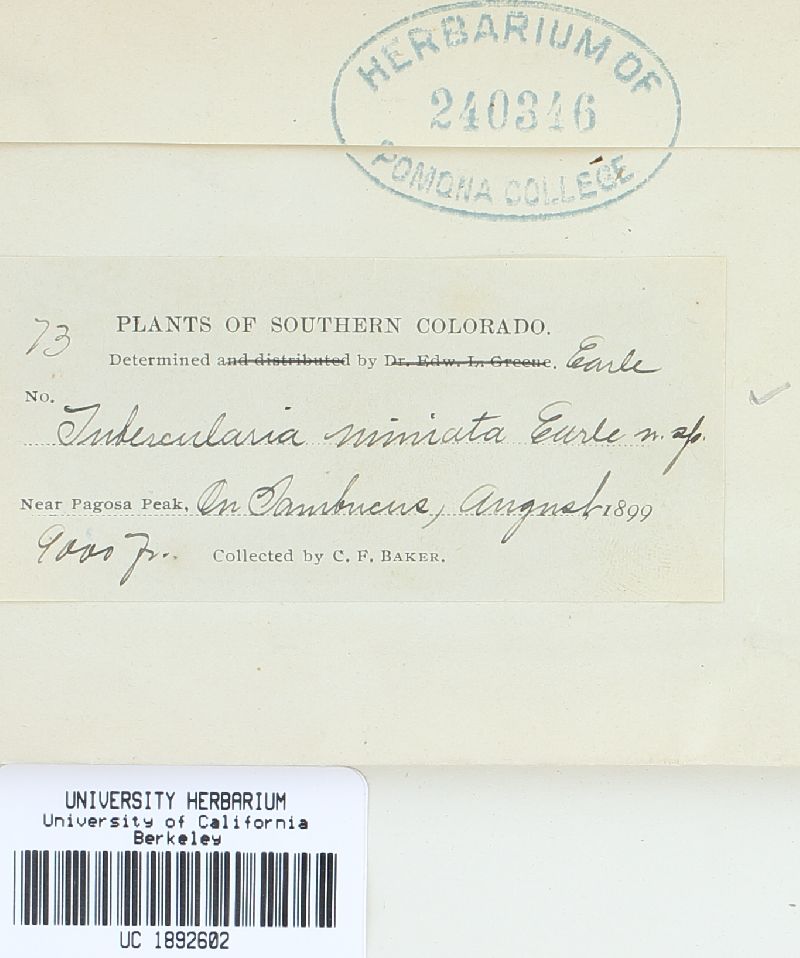 HERBARIUM OF
240346
POMONA COLLEGE
73
PLANTS OF SOUTHERN COLORADO.
Determined and distributed by Dr. Edw. L. Greene. Earle
No.
Tubercularia miniata Earle n. sp.
Near Pagosa Peak, On Sambucus, August 1899
9000 ft. Collected by C. F. BAKER.
UNIVERSITY HERBARIUM
University of California
Berkeley
UC 1892602